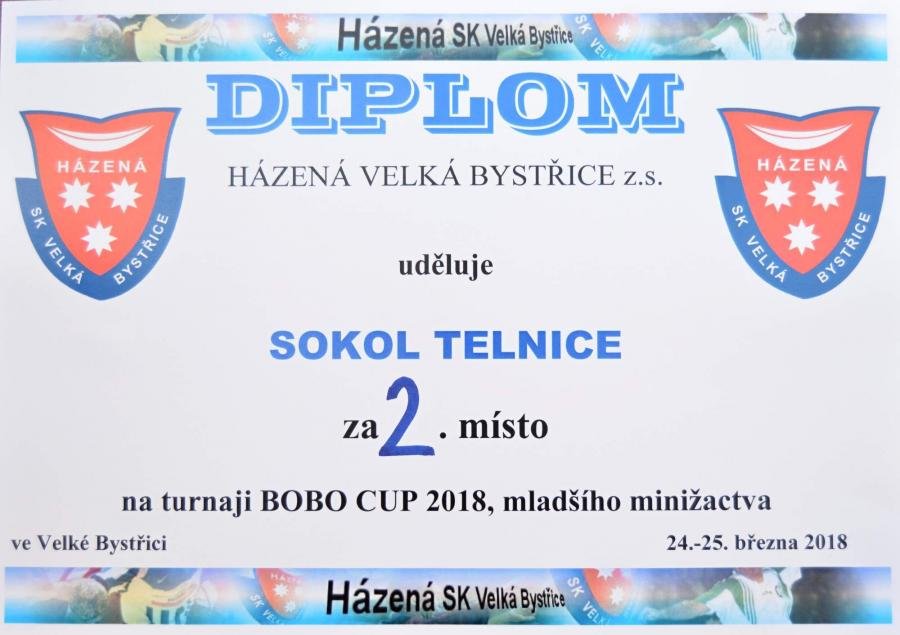 Házená SK Velká Bystřice
DIPLOM
HÁZENÁ
SK VELKÁ BYSTŘICE
HÁZENÁ
SK VELKÁ BYSTŘICE
HÁZENÁ VELKÁ BYSTŘICE z.s.
uděluje
SOKOL TELNICE
za 2. místo
na turnaji BOBO CUP 2018, mladšího minižactva
ve Velké Bystřici
24.-25. března 2018
Házená SK Velká Bystřice